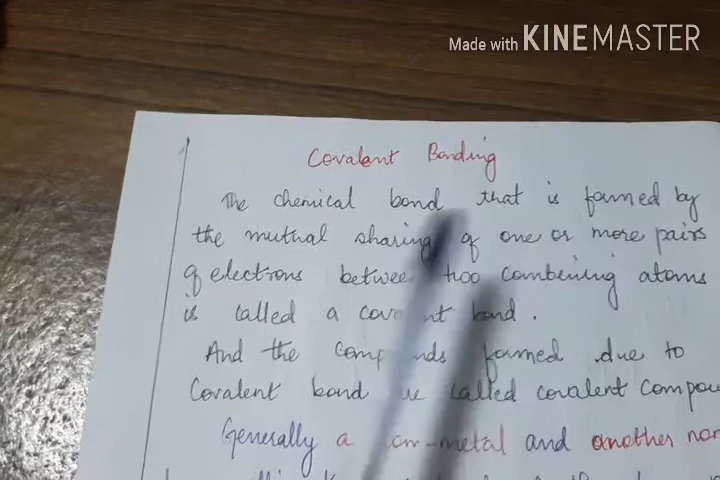 Made with KINEMASTER
Covalent Bonding
The chemical bond that is formed by
the mutual sharing of one or more pairs
of electrons between two combining atoms
is called a covalent bond.
And the compounds formed due to
Covalent bond are called covalent compou
Generally a non-metal and another non